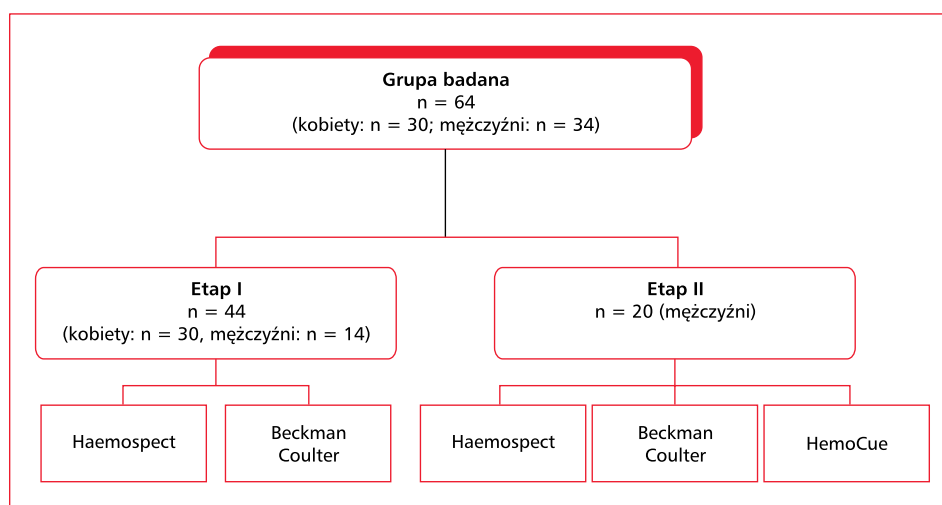 Grupa badana
n = 64
(kobiety: n = 30; mężczyźni: n = 34)
Etap I
n = 44
(kobiety: n = 30, mężczyźni: n = 14)
Etap II
n = 20 (mężczyźni)
Haemospect
Beckman
Coulter
Haemospect
Beckman
Coulter
HemoCue